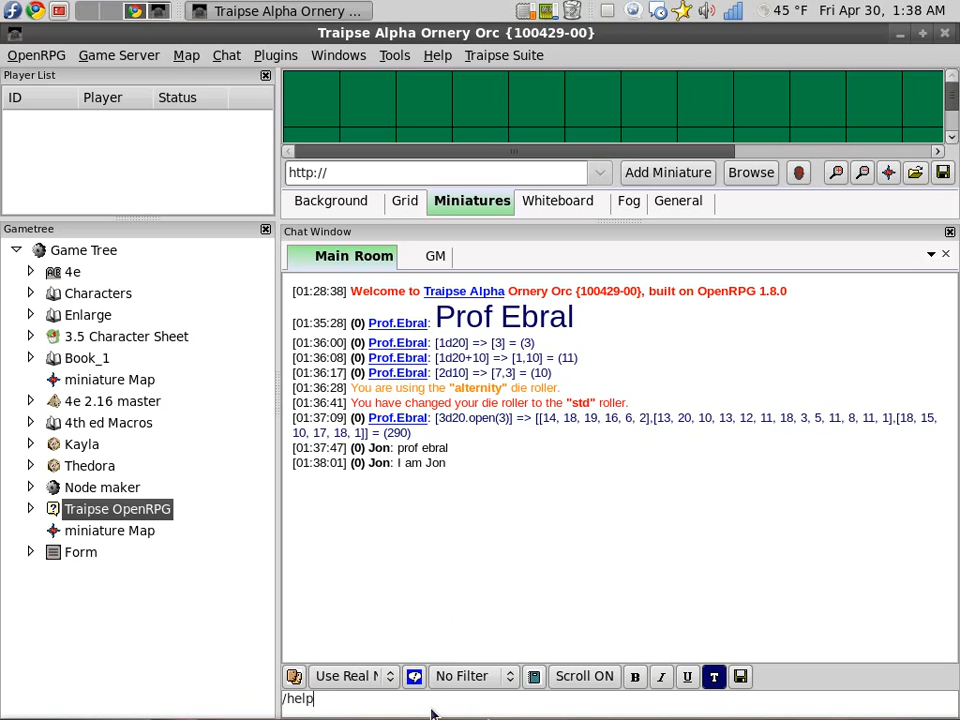 Traipse Alpha Ornery ... 45 °F Fri Apr 30, 1:38 AM
Traipse Alpha Ornery Orc {100429-00}
OpenRPG Game Server Map Chat Plugins Windows Tools Help Traipse Suite
Player List
ID Player Status
http:// Add Miniature Browse
Background Grid Miniatures Whiteboard Fog General
Gametree
Game Tree
4e
Characters
Enlarge
3.5 Character Sheet
Book_1
miniature Map
4e 2.16 master
4th ed Macros
Kayla
Thedora
Node maker
Traipse OpenRPG
miniature Map
Form
Chat Window
Main Room GM
[01:28:38] Welcome to Traipse Alpha Ornery Orc {100429-00}, built on OpenRPG 1.8.0
[01:35:28] (0) Prof.Ebral: Prof Ebral
[01:36:00] (0) Prof.Ebral: [1d20] => [3] = (3)
[01:36:08] (0) Prof.Ebral: [1d20+10] => [1,10] = (11)
[01:36:17] (0) Prof.Ebral: [2d10] => [7,3] = (10)
[01:36:28] You are using the "alternity" die roller.
[01:36:41] You have changed your die roller to the "std" roller.
[01:37:09] (0) Prof.Ebral: [3d20.open(3)] => [[14, 18, 19, 16, 6, 2],[13, 20, 10, 13, 12, 11, 18, 3, 5, 11, 8, 11, 1],[18, 15,
10, 17, 18, 1]] = (290)
[01:37:47] (0) Jon: prof ebral
[01:38:01] (0) Jon: I am Jon
Use Real N No Filter Scroll ON B I U T
/help